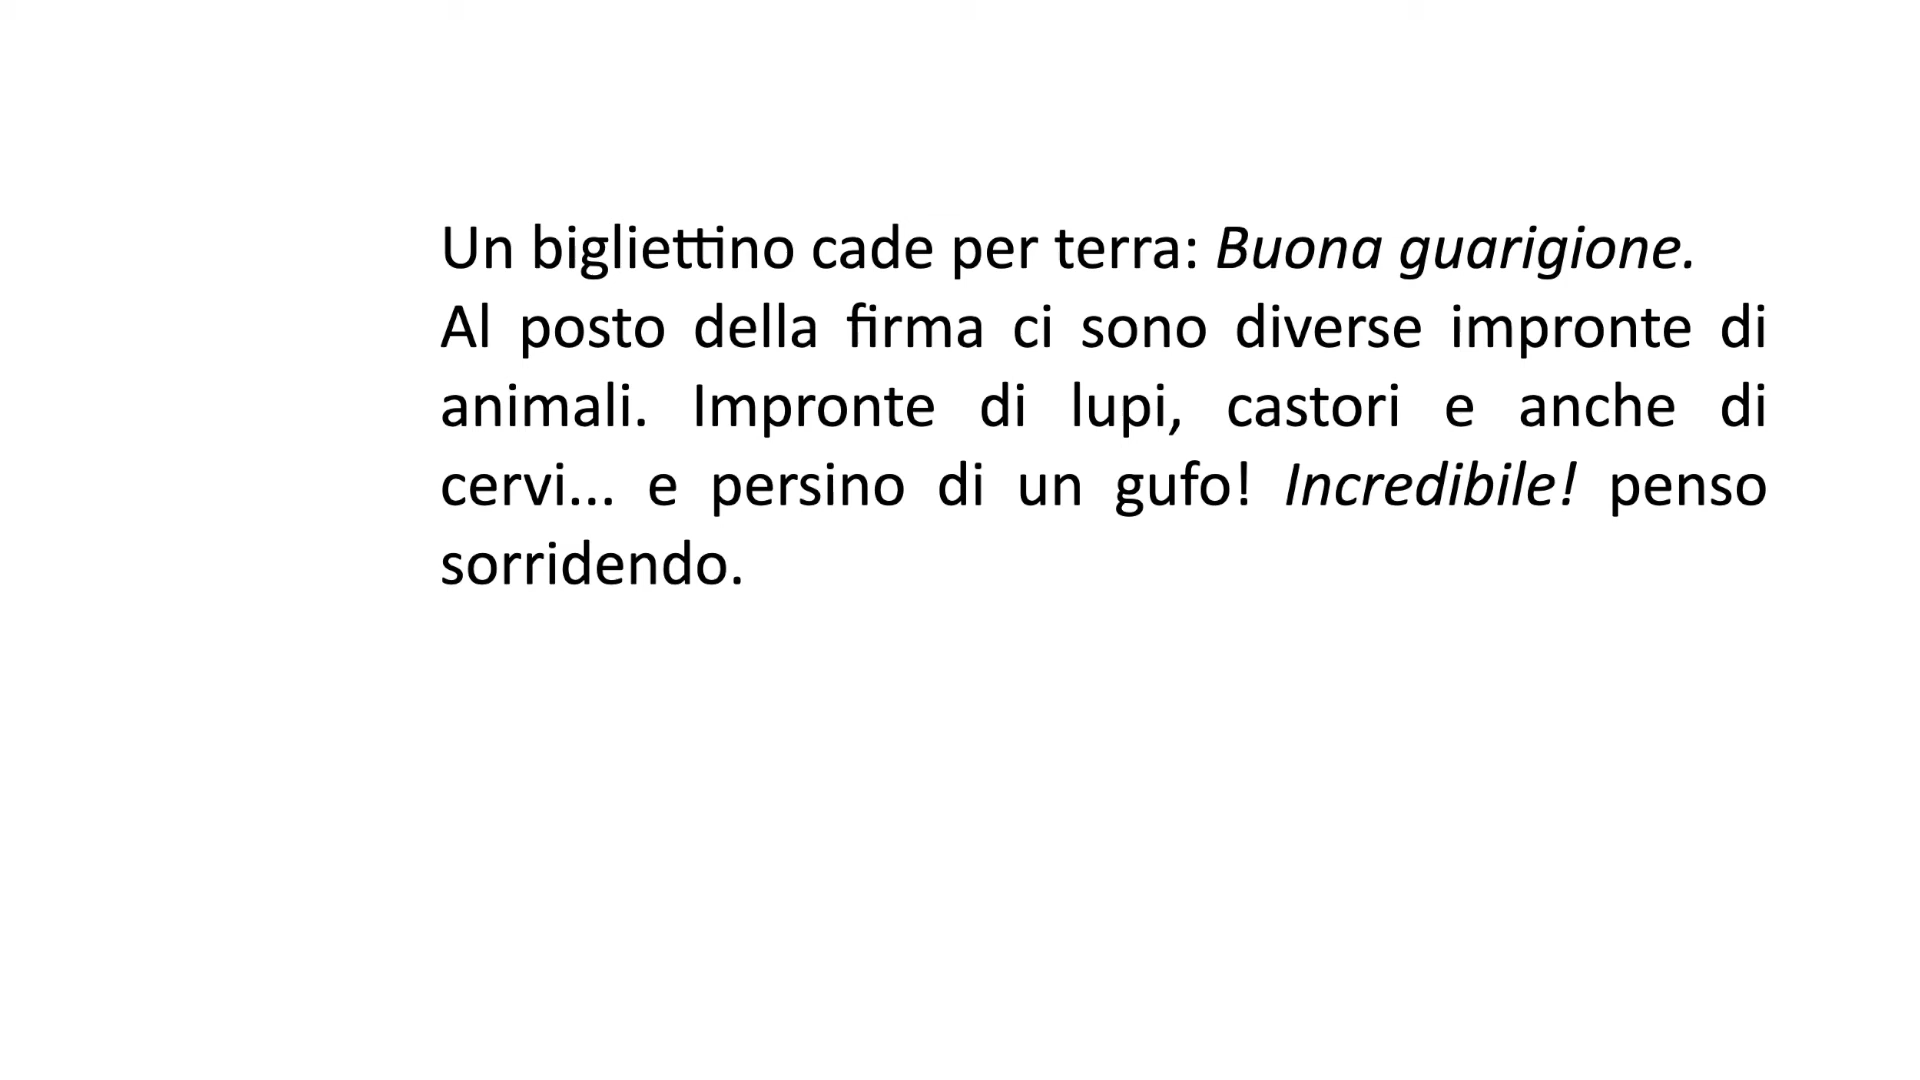 Un bigliettino cade per terra: Buona guarigione.
Al posto della firma ci sono diverse impronte di
animali. Impronte di lupi, castori e anche di
cervi... e persino di un gufo! Incredibile! penso
sorridendo.